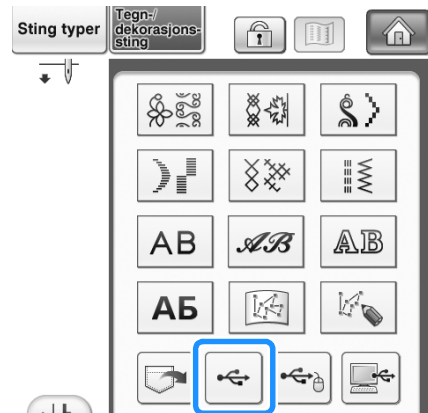 Sting typer
Tegn-/
dekorasjons-
sting
AB
AB
AB
АБ